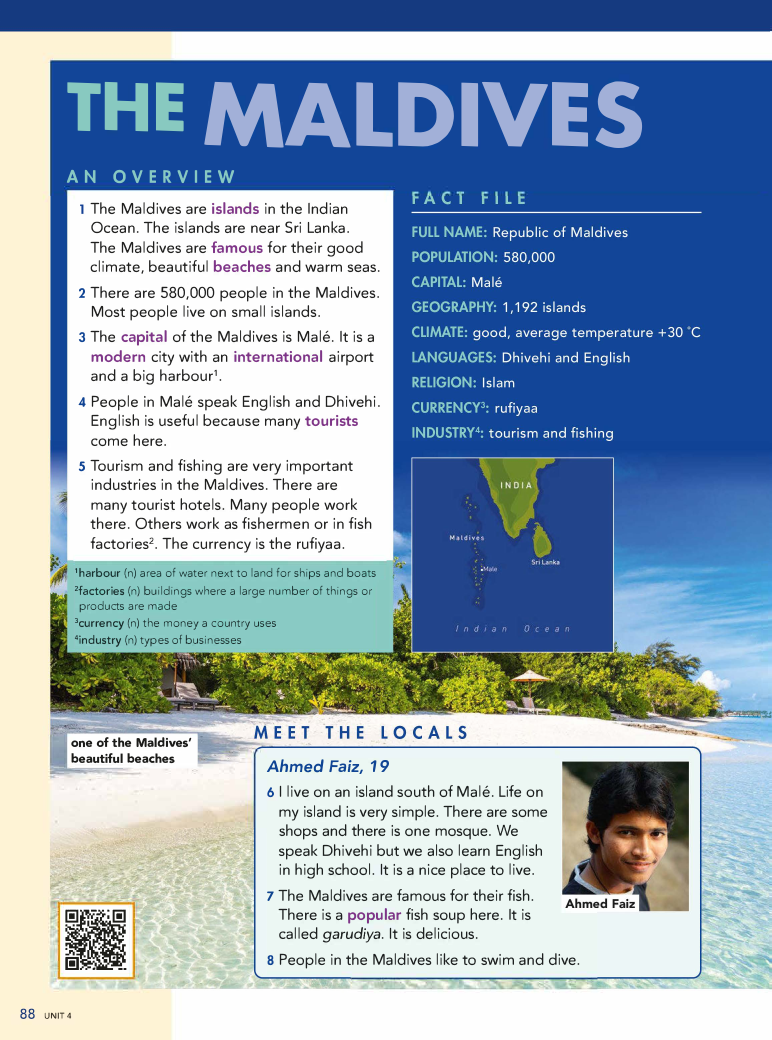 THE MALDIVES
AN OVERVIEW
1 The Maldives are islands in the Indian
Ocean. The islands are near Sri Lanka.
The Maldives are famous for their good
climate, beautiful beaches and warm seas.
2 There are 580,000 people in the Maldives.
Most people live on small islands.
3 The capital of the Maldives is Malé. It is a
modern city with an international airport
and a big harbour¹.
4 People in Malé speak English and Dhivehi.
English is useful because many tourists
come here.
5 Tourism and fishing are very important
industries in the Maldives. There are
many tourist hotels. Many people work
there. Others work as fishermen or in fish
factories². The currency is the rufiyaa.
¹harbour (n) area of water next to land for ships and boats
²factories (n) buildings where a large number of things or
products are made
³currency (n) the money a country uses
⁴industry (n) types of businesses
FACT FILE
FULL NAME: Republic of Maldives
POPULATION: 580,000
CAPITAL: Malé
GEOGRAPHY: 1,192 islands
CLIMATE: good, average temperature +30 °C
LANGUAGES: Dhivehi and English
RELIGION: Islam
CURRENCY³: rufiyaa
INDUSTRY⁴: tourism and fishing
INDIA
Maldives
Sri Lanka
Male
Indian Ocean
one of the Maldives'
beautiful beaches
MEET THE LOCALS
Ahmed Faiz, 19
6 I live on an island south of Malé. Life on
my island is very simple. There are some
shops and there is one mosque. We
speak Dhivehi but we also learn English
in high school. It is a nice place to live.
7 The Maldives are famous for their fish.
There is a popular fish soup here. It is
called garudiya. It is delicious.
8 People in the Maldives like to swim and dive.
Ahmed Faiz
88 UNIT 4